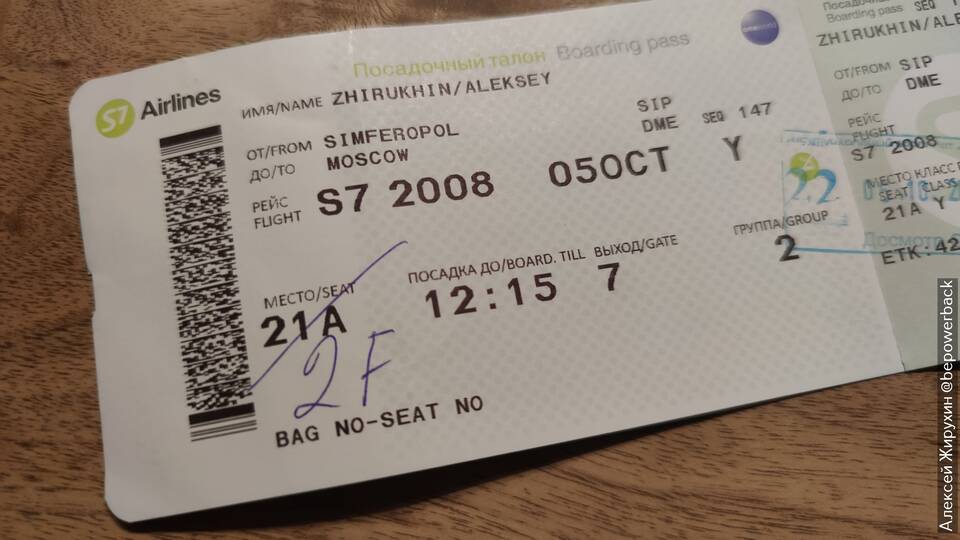 Посадочный талон Boarding pass
S7 Airlines
ИМЯ/NAME ZHIRUKHIN/ALEKSEY
ОТ/FROM SIMFEROPOL SIP
ДО/TO MOSCOW DME SEQ 147
РЕЙС
FLIGHT S7 2008 05OCT Y
МЕСТО/SEAT ПОСАДКА ДО/BOARD. TILL ВЫХОД/GATE ГРУППА/GROUP
21A 12:15 7 2
2F
BAG NO-SEAT NO
Boarding pass SEQ
ZHIRUKHIN/ALE
ОТ/FROM SIP
ДО/TO DME
РЕЙС
FLIGHT
S7 2008
22
МЕСТО КЛАСС
SEAT CLASS
21A Y
ETK:42
Алексей Жирухин @bepowerback